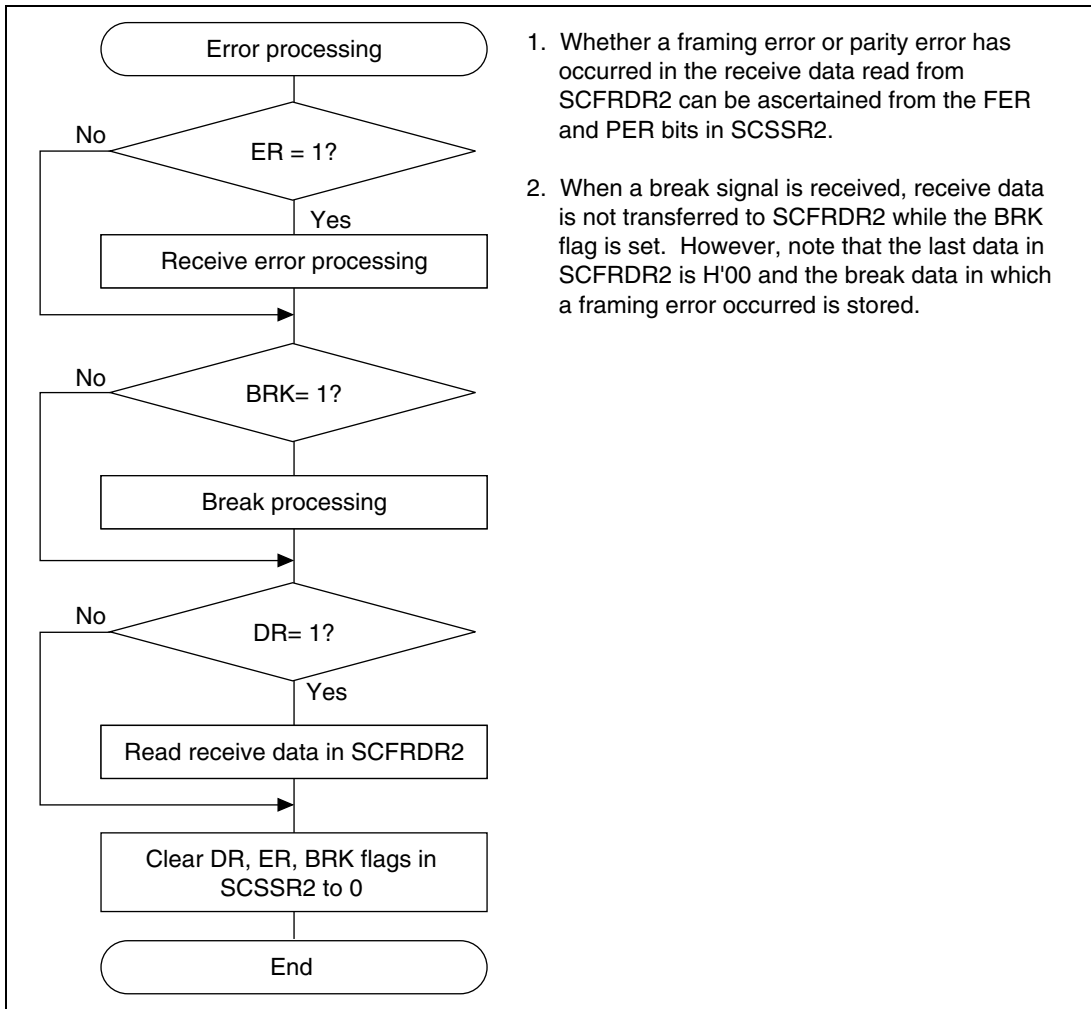 Error processing
No
ER = 1?
Yes
Receive error processing
No
BRK= 1?
Break processing
No
DR= 1?
Yes
Read receive data in SCFRDR2
Clear DR, ER, BRK flags in
SCSSR2 to 0
End
1. Whether a framing error or parity error has
occurred in the receive data read from
SCFRDR2 can be ascertained from the FER
and PER bits in SCSSR2.
2. When a break signal is received, receive data
is not transferred to SCFRDR2 while the BRK
flag is set. However, note that the last data in
SCFRDR2 is H'00 and the break data in which
a framing error occurred is stored.